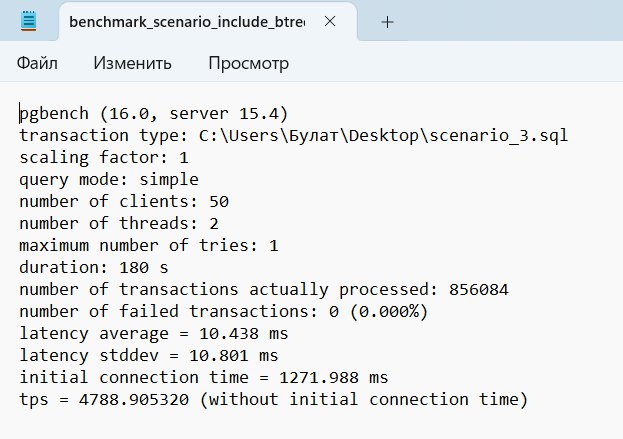 benchmark_scenario_include_btre
Файл Изменить Просмотр
pgbench (16.0, server 15.4)
transaction type: C:\Users\Булат\Desktop\scenario_3.sql
scaling factor: 1
query mode: simple
number of clients: 50
number of threads: 2
maximum number of tries: 1
duration: 180 s
number of transactions actually processed: 856084
number of failed transactions: 0 (0.000%)
latency average = 10.438 ms
latency stddev = 10.801 ms
initial connection time = 1271.988 ms
tps = 4788.905320 (without initial connection time)